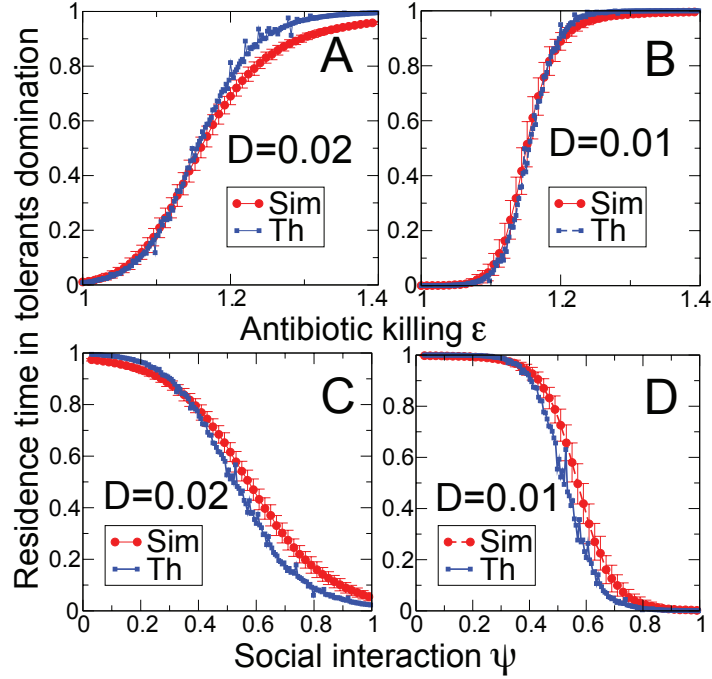 Residence time in tolerants domination
1
0.8
0.6
0.4
0.2
0
A
D=0.02
Sim
Th
1
1.2
1.4
1
0.8
0.6
0.4
0.2
0
B
D=0.01
Sim
Th
1
1.2
1.4
Antibiotic killing ε
1
0.8
0.6
0.4
0.2
0
C
D=0.02
Sim
Th
0
0.2
0.4
0.6
0.8
1
1
0.8
0.6
0.4
0.2
0
D
D=0.01
Sim
Th
0
0.2
0.4
0.6
0.8
1
Social interaction ψ